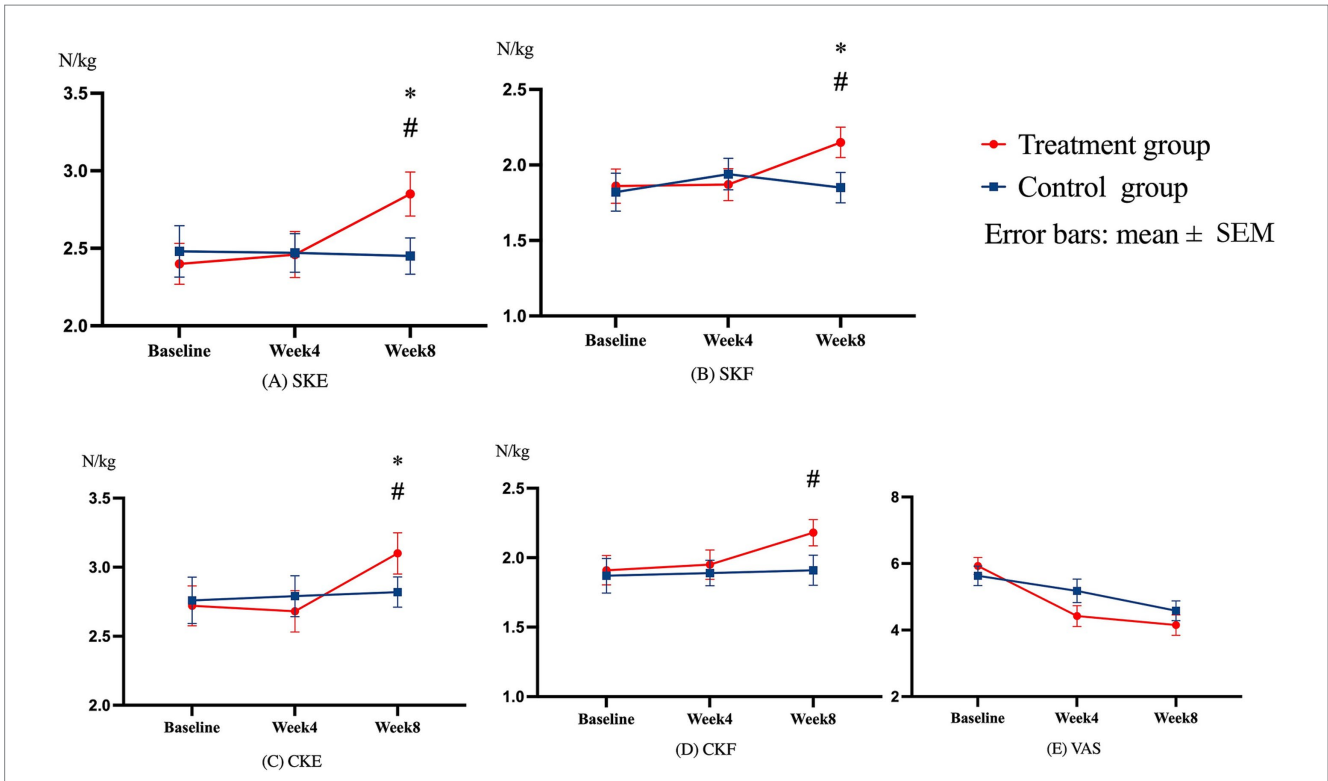 N/kg
3.5
3.0
2.5
2.0
*
#
Baseline
Week4
Week8
(A) SKE
N/kg
2.5
2.0
1.5
1.0
*
#
Baseline
Week4
Week8
(B) SKF
Treatment group
Control group
Error bars: mean ± SEM
N/kg
3.5
3.0
2.5
2.0
*
#
Baseline
Week4
Week8
(C) CKE
N/kg
2.5
2.0
1.5
1.0
#
Baseline
Week4
Week8
(D) CKF
8
6
4
2
Baseline
Week4
Week8
(E) VAS